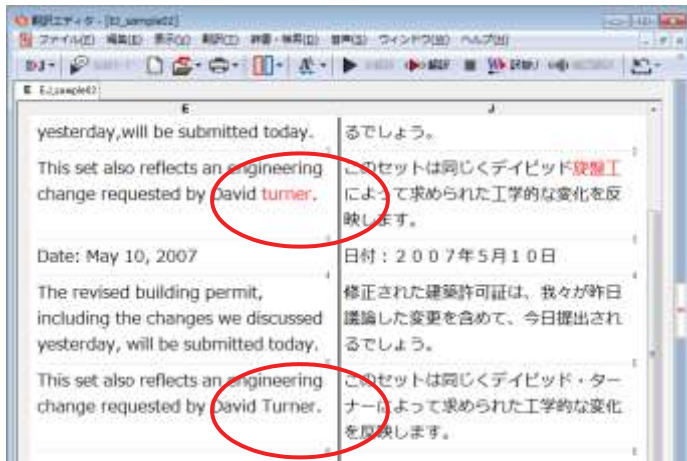 翻訳エディタ - [EJ_sample02]
ファイル(F) 編集(E) 表示(V) 翻訳(T) 辞書・検索(D) 音声(S) ウィンドウ(W) ヘルプ(H)
E EJ_sample02
E J
yesterday,will be submitted today.
るでしょう。
This set also reflects an engineering
change requested by David turner.
このセットは同じくデイビッド旋盤工
によって求められた工学的な変化を反
映します。
Date: May 10, 2007
日付：２００７年５月１０日
The revised building permit,
including the changes we discussed
yesterday, will be submitted today.
修正された建築許可証は、我々が昨日
議論した変更を含めて、今日提出され
るでしょう。
This set also reflects an engineering
change requested by David Turner.
このセットは同じくデイビッド・ター
ナーによって求められた工学的な変化
を反映します。